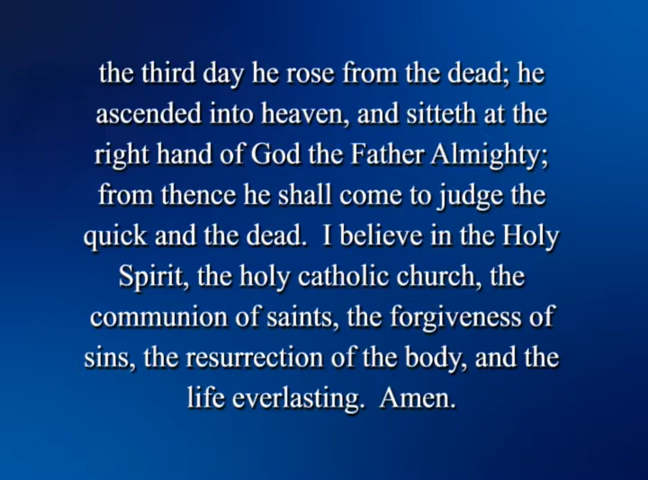 the third day he rose from the dead; he
ascended into heaven, and sitteth at the
right hand of God the Father Almighty;
from thence he shall come to judge the
quick and the dead.  I believe in the Holy
Spirit, the holy catholic church, the
communion of saints, the forgiveness of
sins, the resurrection of the body, and the
life everlasting.  Amen.